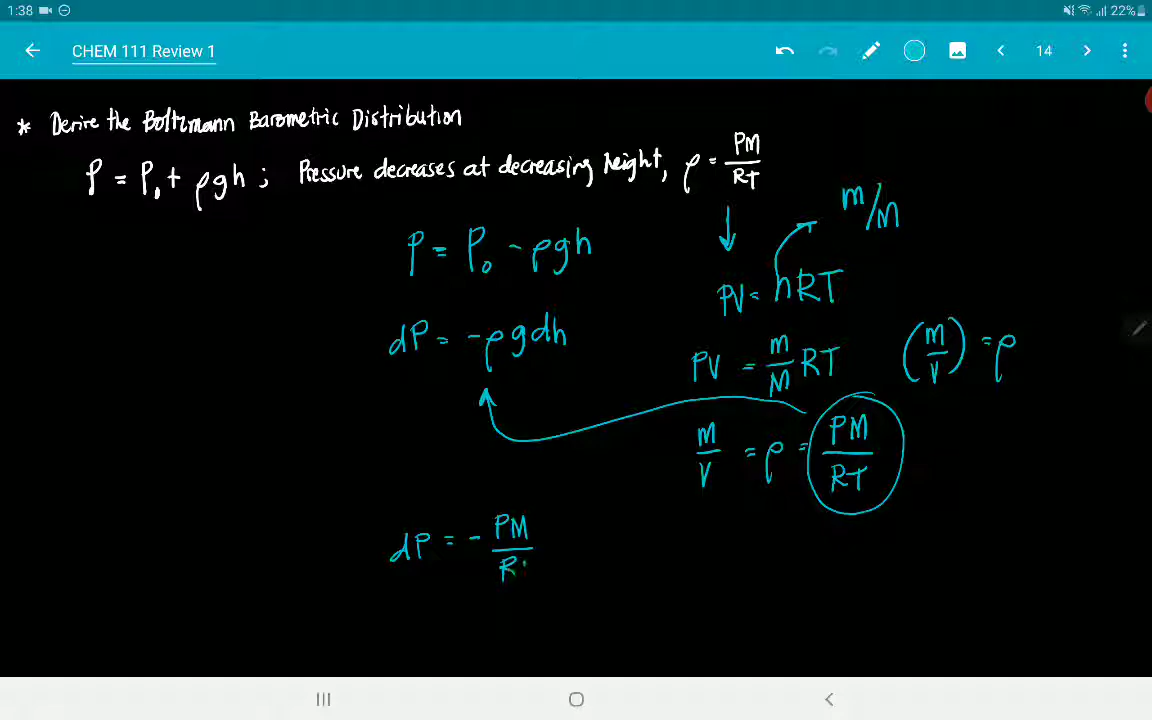 1:38 22%
CHEM 111 Review 1 14
* Derive the Boltzmann Barometric Distribution
P = P₀ + ρgh ; Pressure decreases at decreasing height, ρ = PM/RT
m/M
P = P₀ - ρgh
PV = nRT
dP = -ρgdh
PV = m/M RT (m/V) = ρ
m/V = ρ = PM/RT
dP = - PM/R